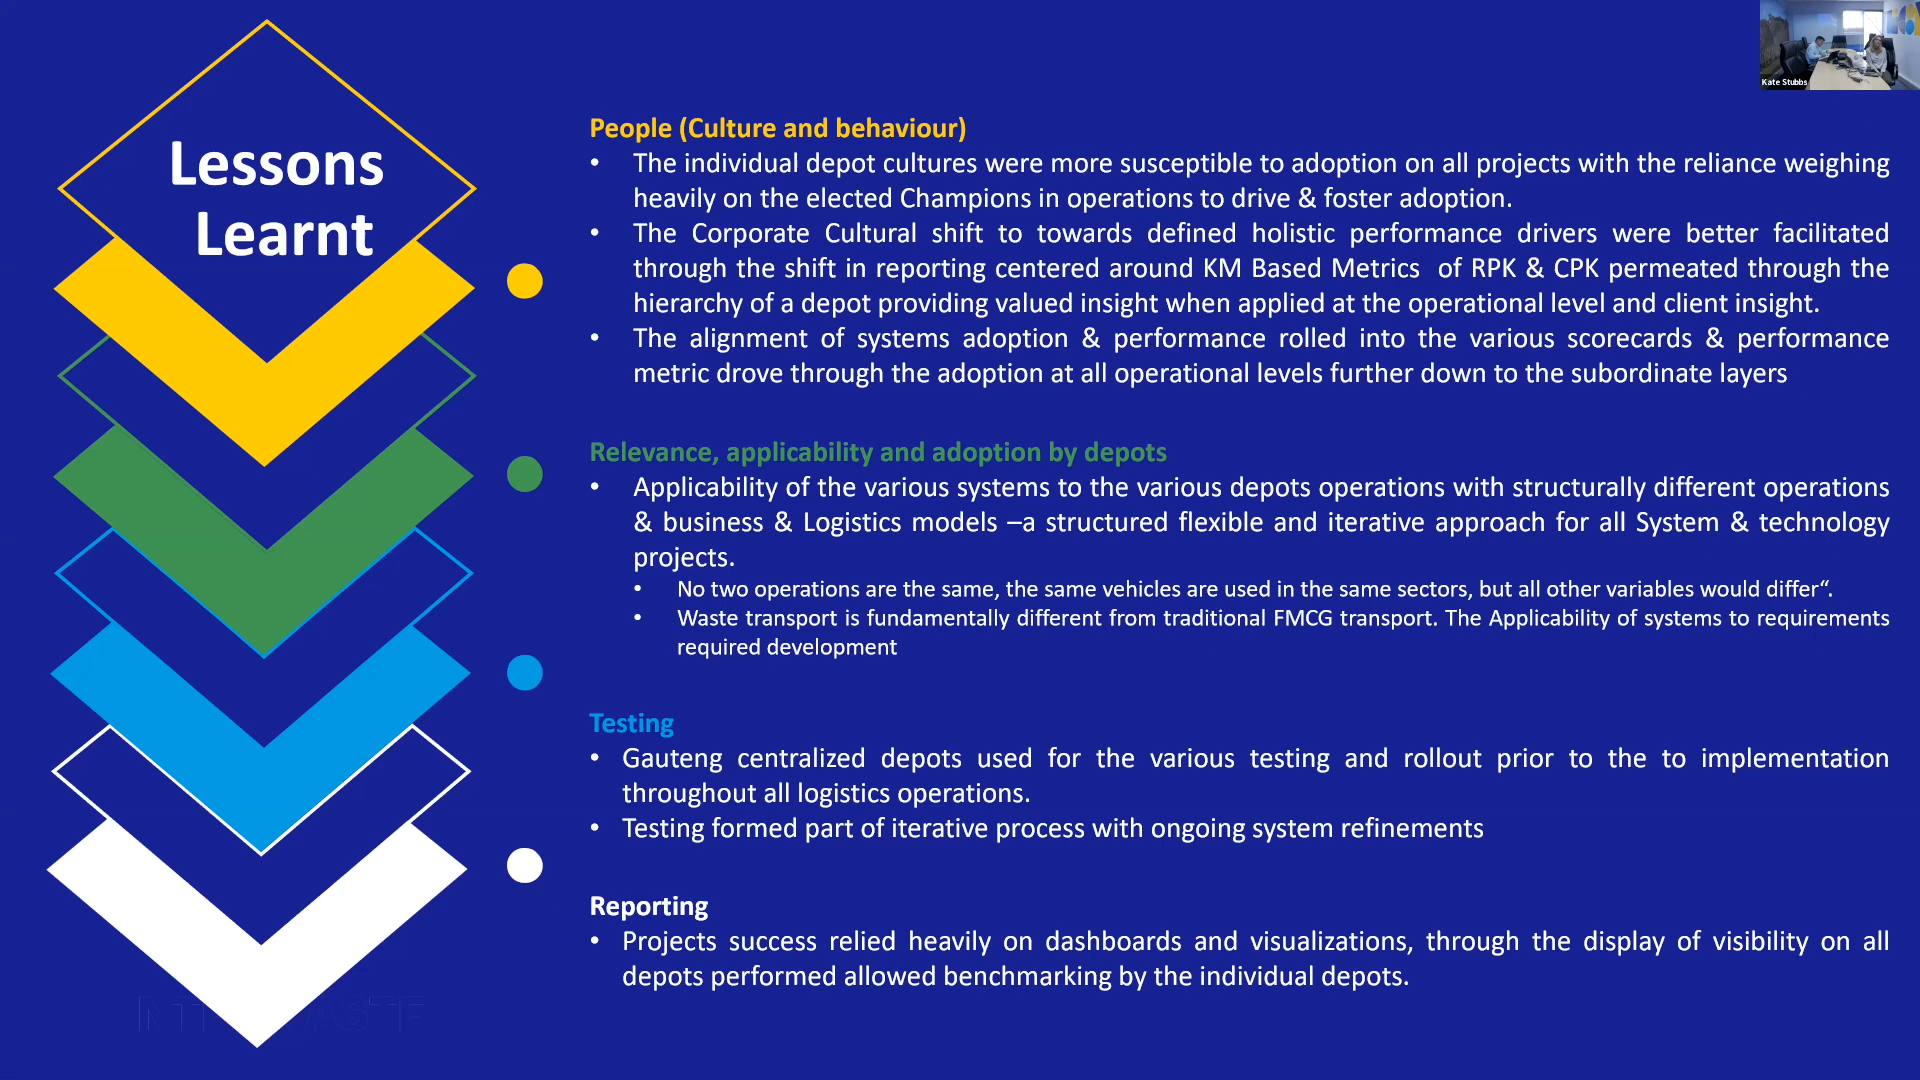 Kate Stubbs
Lessons
Learnt
People (Culture and behaviour)
• The individual depot cultures were more susceptible to adoption on all projects with the reliance weighing
heavily on the elected Champions in operations to drive & foster adoption.
• The Corporate Cultural shift to towards defined holistic performance drivers were better facilitated
through the shift in reporting centered around KM Based Metrics of RPK & CPK permeated through the
hierarchy of a depot providing valued insight when applied at the operational level and client insight.
• The alignment of systems adoption & performance rolled into the various scorecards & performance
metric drove through the adoption at all operational levels further down to the subordinate layers
Relevance, applicability and adoption by depots
• Applicability of the various systems to the various depots operations with structurally different operations
& business & Logistics models –a structured flexible and iterative approach for all System & technology
projects.
• No two operations are the same, the same vehicles are used in the same sectors, but all other variables would differ“.
• Waste transport is fundamentally different from traditional FMCG transport. The Applicability of systems to requirements
required development
Testing
• Gauteng centralized depots used for the various testing and rollout prior to the to implementation
throughout all logistics operations.
• Testing formed part of iterative process with ongoing system refinements
Reporting
• Projects success relied heavily on dashboards and visualizations, through the display of visibility on all
depots performed allowed benchmarking by the individual depots.